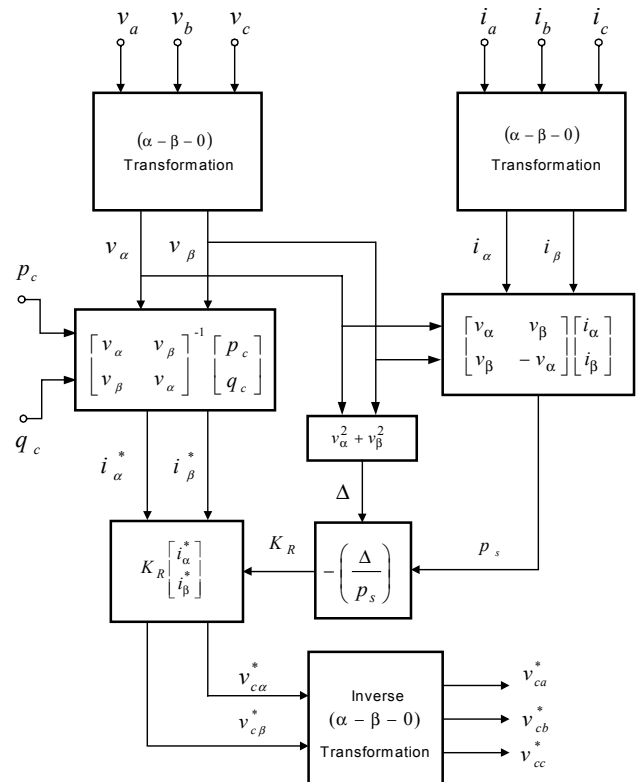 v_a v_b v_c
i_a i_b i_c
(α – β – 0)
Transformation
(α – β – 0)
Transformation
v_α v_β
i_α i_β
p_c
[v_α v_β; v_β v_α]^-1 [p_c; q_c]
[v_α v_β; v_β – v_α] [i_α; i_β]
q_c
v_α^2 + v_β^2
i_α^* i_β^*
Δ
K_R [i_α^*; i_β^*]
K_R
– (Δ / p_s)
p_s
v_cα^*
v_cβ^*
Inverse
(α – β – 0)
Transformation
v_ca^*
v_cb^*
v_cc^*